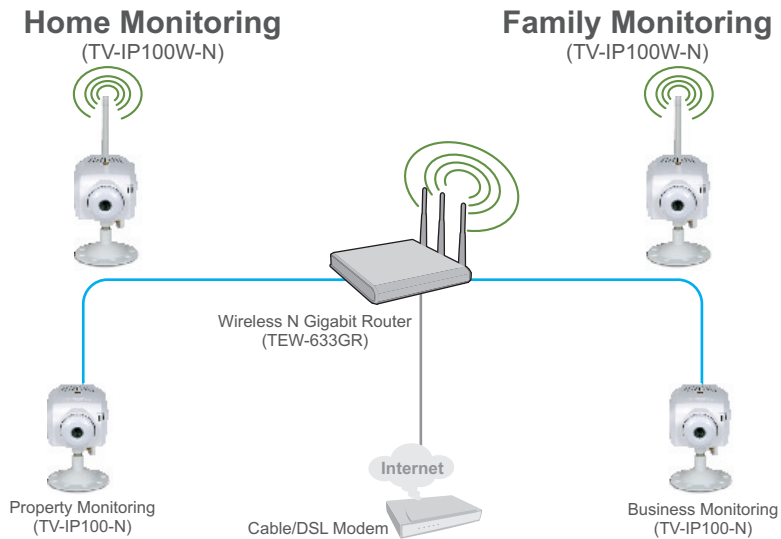 Home Monitoring
(TV-IP100W-N)
Family Monitoring
(TV-IP100W-N)
Wireless N Gigabit Router
(TEW-633GR)
Internet
Property Monitoring
(TV-IP100-N)
Cable/DSL Modem
Business Monitoring
(TV-IP100-N)